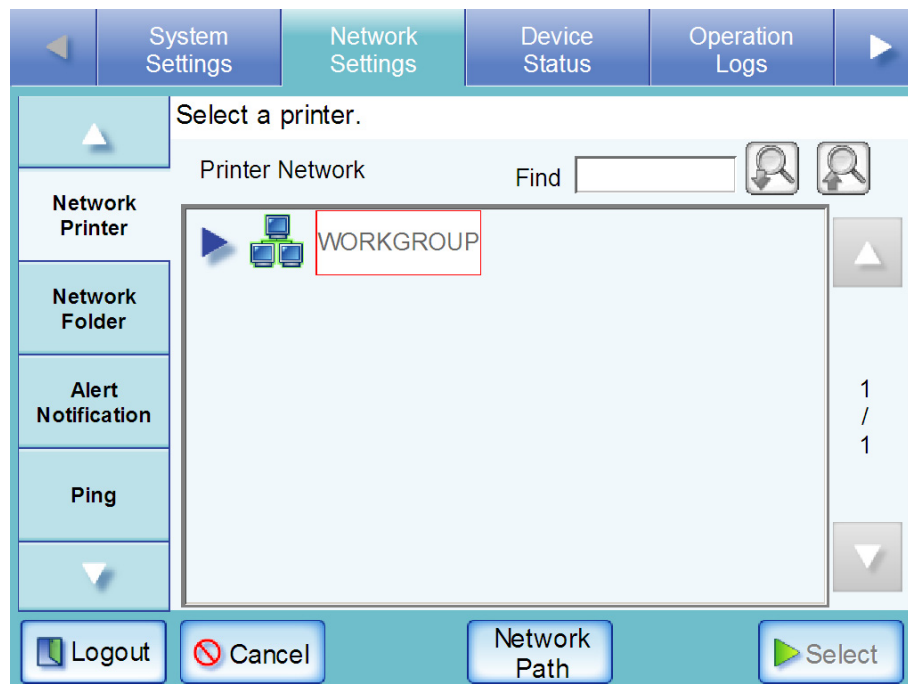 System
Settings
Network
Settings
Device
Status
Operation
Logs
Select a printer.
Printer Network
Find
Network
Printer
WORKGROUP
Network
Folder
Alert
Notification
1
/
1
Ping
Logout
Cancel
Network
Path
Select